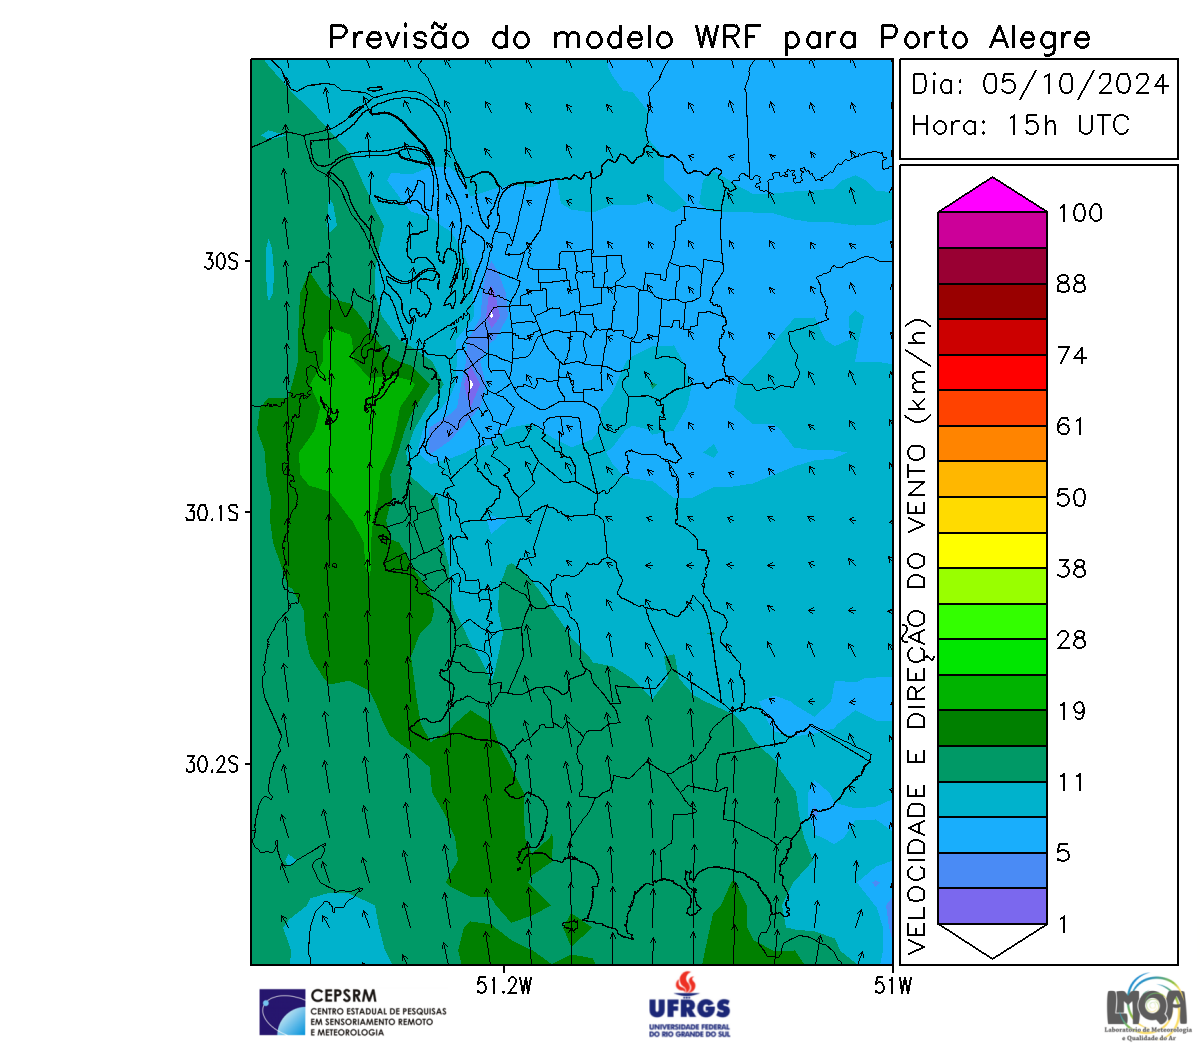 Previsão do modelo WRF para Porto Alegre
Dia: 05/10/2024
Hora: 15h UTC
30S
30.1S
30.2S
51.2W
51W
VELOCIDADE E DIREÇÃO DO VENTO (km/h)
100
88
74
61
50
38
28
19
11
5
1
CEPSRM
CENTRO ESTADUAL DE PESQUISAS
EM SENSORIAMENTO REMOTO
E METEOROLOGIA
UFRGS
UNIVERSIDADE FEDERAL
DO RIO GRANDE DO SUL
LMQA
Laboratório de Meteorologia
e Qualidade do Ar